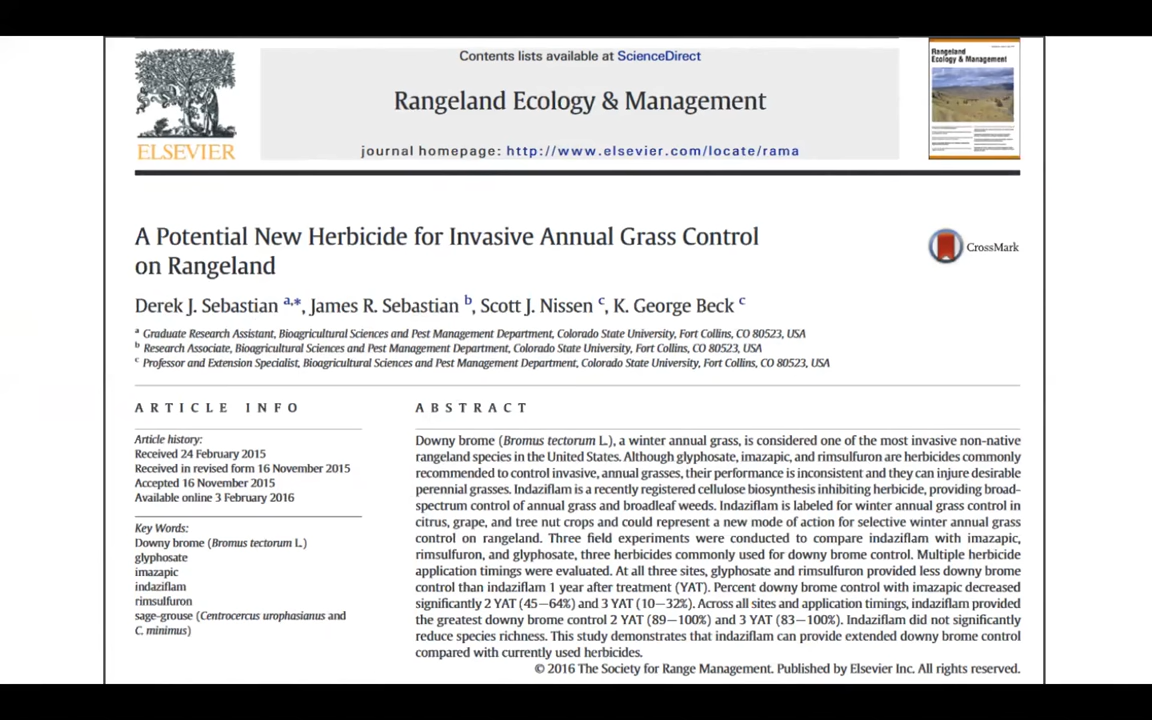 Contents lists available at ScienceDirect
Rangeland Ecology & Management
journal homepage: http://www.elsevier.com/locate/rama
ELSEVIER
Rangeland
Ecology & Management
A Potential New Herbicide for Invasive Annual Grass Control
on Rangeland
CrossMark
Derek J. Sebastian a,*, James R. Sebastian b, Scott J. Nissen c, K. George Beck c
a Graduate Research Assistant, Bioagricultural Sciences and Pest Management Department, Colorado State University, Fort Collins, CO 80523, USA
b Research Associate, Bioagricultural Sciences and Pest Management Department, Colorado State University, Fort Collins, CO 80523, USA
c Professor and Extension Specialist, Bioagricultural Sciences and Pest Management Department, Colorado State University, Fort Collins, CO 80523, USA
ARTICLE INFO
Article history:
Received 24 February 2015
Received in revised form 16 November 2015
Accepted 16 November 2015
Available online 3 February 2016
Key Words:
Downy brome (Bromus tectorum L.)
glyphosate
imazapic
indaziflam
rimsulfuron
sage-grouse (Centrocercus urophasianus and
C. minimus)
ABSTRACT
Downy brome (Bromus tectorum L.), a winter annual grass, is considered one of the most invasive non-native
rangeland species in the United States. Although glyphosate, imazapic, and rimsulfuron are herbicides commonly
recommended to control invasive, annual grasses, their performance is inconsistent and they can injure desirable
perennial grasses. Indaziflam is a recently registered cellulose biosynthesis inhibiting herbicide, providing broad-
spectrum control of annual grass and broadleaf weeds. Indaziflam is labeled for winter annual grass control in
citrus, grape, and tree nut crops and could represent a new mode of action for selective winter annual grass
control on rangeland. Three field experiments were conducted to compare indaziflam with imazapic,
rimsulfuron, and glyphosate, three herbicides commonly used for downy brome control. Multiple herbicide
application timings were evaluated. At all three sites, glyphosate and rimsulfuron provided less downy brome
control than indaziflam 1 year after treatment (YAT). Percent downy brome control with imazapic decreased
significantly 2 YAT (45–64%) and 3 YAT (10–32%). Across all sites and application timings, indaziflam provided
the greatest downy brome control 2 YAT (89–100%) and 3 YAT (83–100%). Indaziflam did not significantly
reduce species richness. This study demonstrates that indaziflam can provide extended downy brome control
compared with currently used herbicides.
© 2016 The Society for Range Management. Published by Elsevier Inc. All rights reserved.